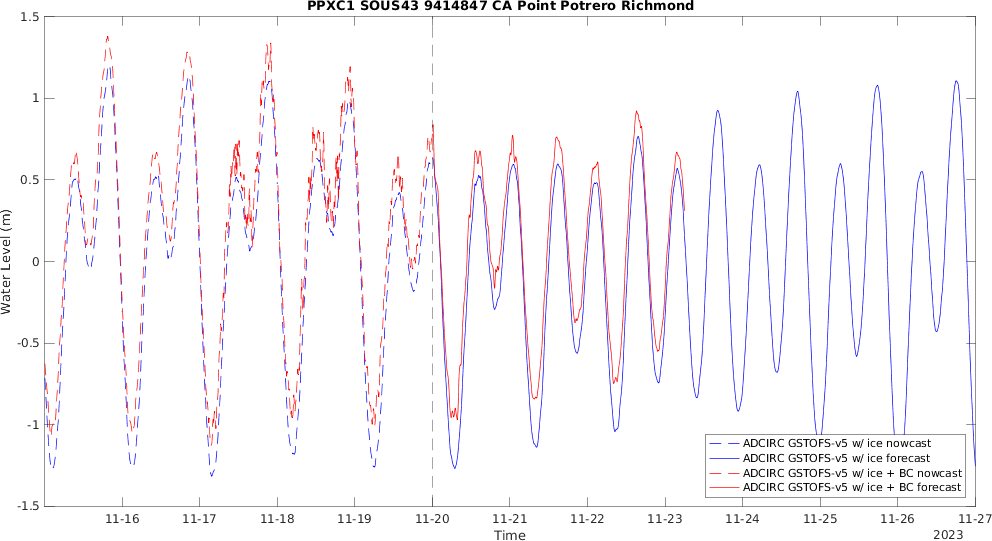 PPXC1 SOUS43 9414847 CA Point Potrero Richmond
1.5
1
0.5
0
-0.5
-1
-1.5
Water Level (m)
ADCIRC GSTOFS-v5 w/ ice nowcast
ADCIRC GSTOFS-v5 w/ ice forecast
ADCIRC GSTOFS-v5 w/ ice + BC nowcast
ADCIRC GSTOFS-v5 w/ ice + BC forecast
11-16 11-17 11-18 11-19 11-20 11-21 11-22 11-23 11-24 11-25 11-26 11-27
Time
2023